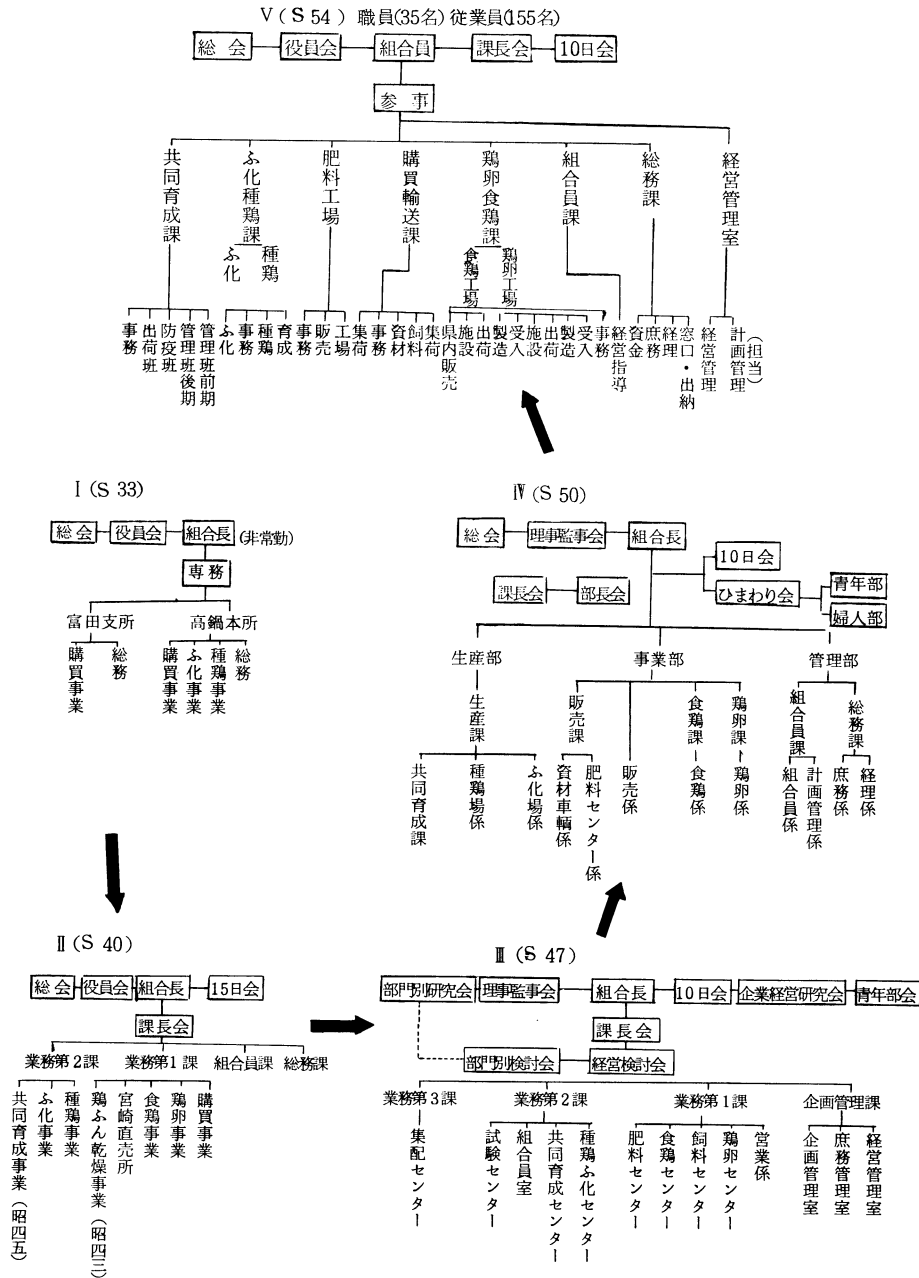 V (S 54) 職員(35名) 従業員(155名)
総会 役員会 組合員 課長会 10日会
参事
共同育成課 ふ化種鶏課 肥料工場 購買輸送課 鶏卵食鶏課 組合員課 総務課 経営管理室
ふ化 種鶏 食鶏工場 鶏卵工場
事務 出荷班 防疫班 管理班後期 管理班前期 ふ化 事務 種鶏 育成 事務 販売 工場 集荷 事務 資材 飼料 集荷 県内販売 施設 出荷 製造 受入 施設 出荷 製造 受入 事務 経営指導 資金 庶務 経理 窓口・出納 経営管理 計画管理 (担当)
I (S 33)
総会 役員会 組合長 (非常勤)
専務
富田支所 高鍋本所
購買事業 総務 購買事業 ふ化事業 種鶏事業 総務
IV (S 50)
総会 理事監事会 組合長
10日会
課長会 部長会 ひまわり会 青年部
婦人部
生産部 事業部 管理部
生産課 販売課 食鶏課 鶏卵課 組合員課 総務課
共同育成課 種鶏場係 ふ化場係 資材車輌係 肥料センター係 販売係 食鶏係 鶏卵係 組合員係 計画管理係 庶務係 経理係
II (S 40)
総会 役員会 組合長 15日会
課長会
業務第2課 業務第1課 組合員課 総務課
共同育成事業(昭四五) ふ化事業 種鶏事業 鶏ふん乾燥事業(昭四三) 宮崎直売所 食鶏事業 鶏卵事業 購買事業
III (S 47)
部門別研究会 理事監事会 組合長 10日会 企業経営研究会 青年部会
課長会
部門別検討会 経営検討会
業務第3課 業務第2課 業務第1課 企画管理課
集配センター 試験センター 組合員室 共同育成センター 種鶏ふ化センター 肥料センター 食鶏センター 飼料センター 鶏卵センター 営業係 企画管理室 庶務管理室 経営管理室